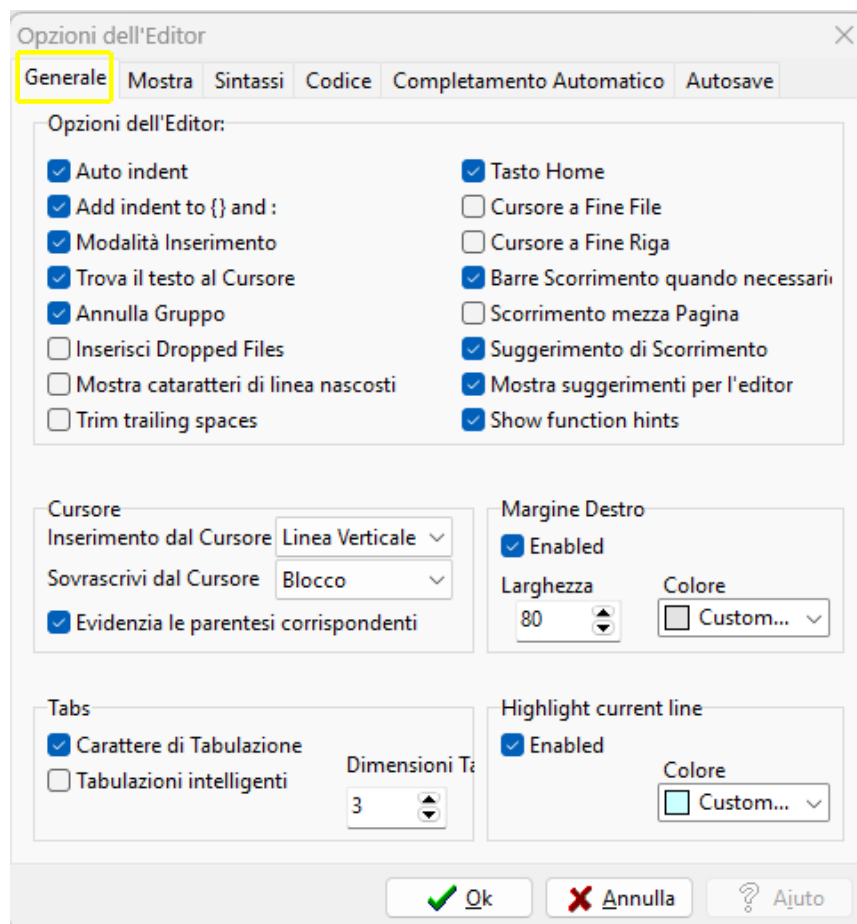 Opzioni dell'Editor
Generale Mostra Sintassi Codice Completamento Automatico Autosave
Opzioni dell'Editor:
Auto indent
Add indent to {} and :
Modalità Inserimento
Trova il testo al Cursore
Annulla Gruppo
Inserisci Dropped Files
Mostra cataratteri di linea nascosti
Trim trailing spaces
Tasto Home
Cursore a Fine File
Cursore a Fine Riga
Barre Scorrimento quando necessario
Scorrimento mezza Pagina
Suggerimento di Scorrimento
Mostra suggerimenti per l'editor
Show function hints
Cursore
Inserimento dal Cursore Linea Verticale
Sovrascrivi dal Cursore Blocco
Evidenzia le parentesi corrispondenti
Margine Destro
Enabled
Larghezza Colore
80 Custom...
Tabs
Carattere di Tabulazione
Tabulazioni intelligenti
Dimensioni Ta
3
Highlight current line
Enabled
Colore
Custom...
Ok Annulla Aiuto